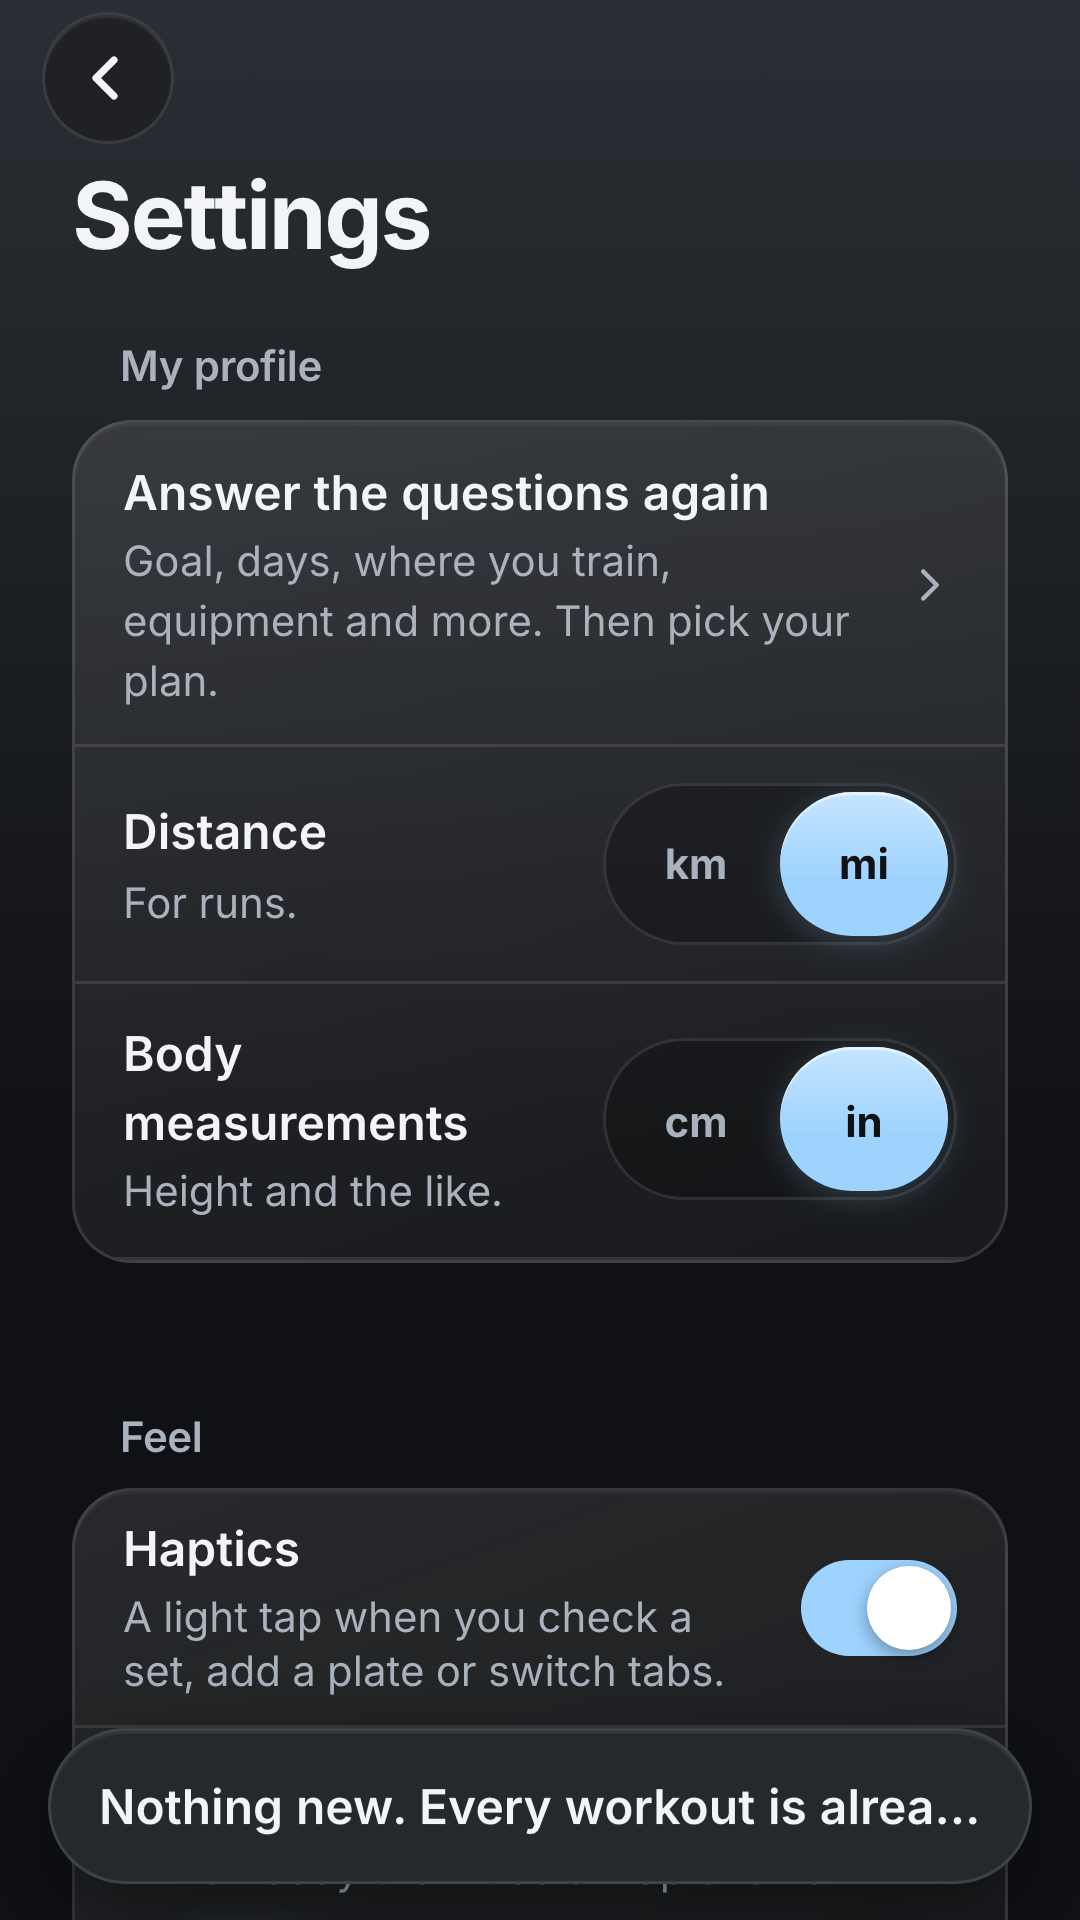 Settings
My profile
Answer the questions again
Goal, days, where you train,
equipment and more. Then pick your
plan.
Distance
For runs.
km
mi
Body
measurements
Height and the like.
cm
in
Feel
Haptics
A light tap when you check a
set, add a plate or switch tabs.
Nothing new. Every workout is alrea…